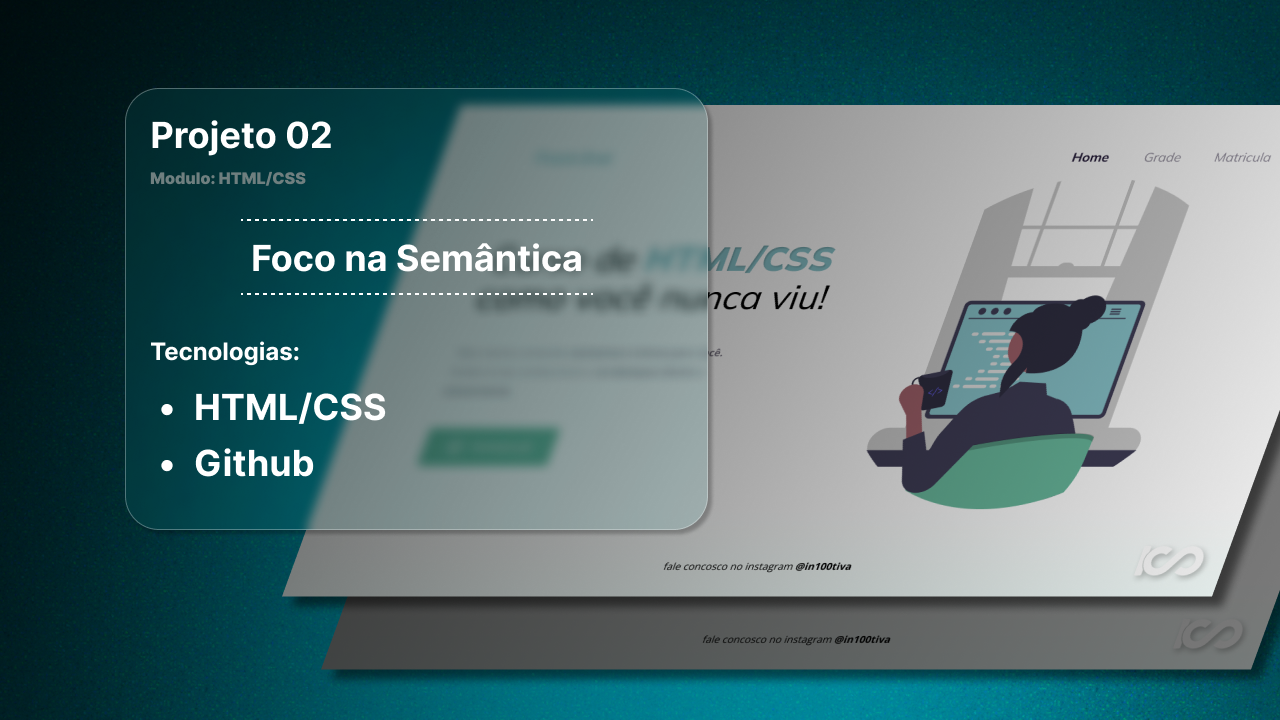 Projeto 02
Modulo: HTML/CSS
Foco na Semântica
Tecnologias:
• HTML/CSS
• Github
Home Grade Matricula
de HTML/CSS
como você nunca viu!
fale concosco no instagram @in100tiva
fale concosco no instagram @in100tiva